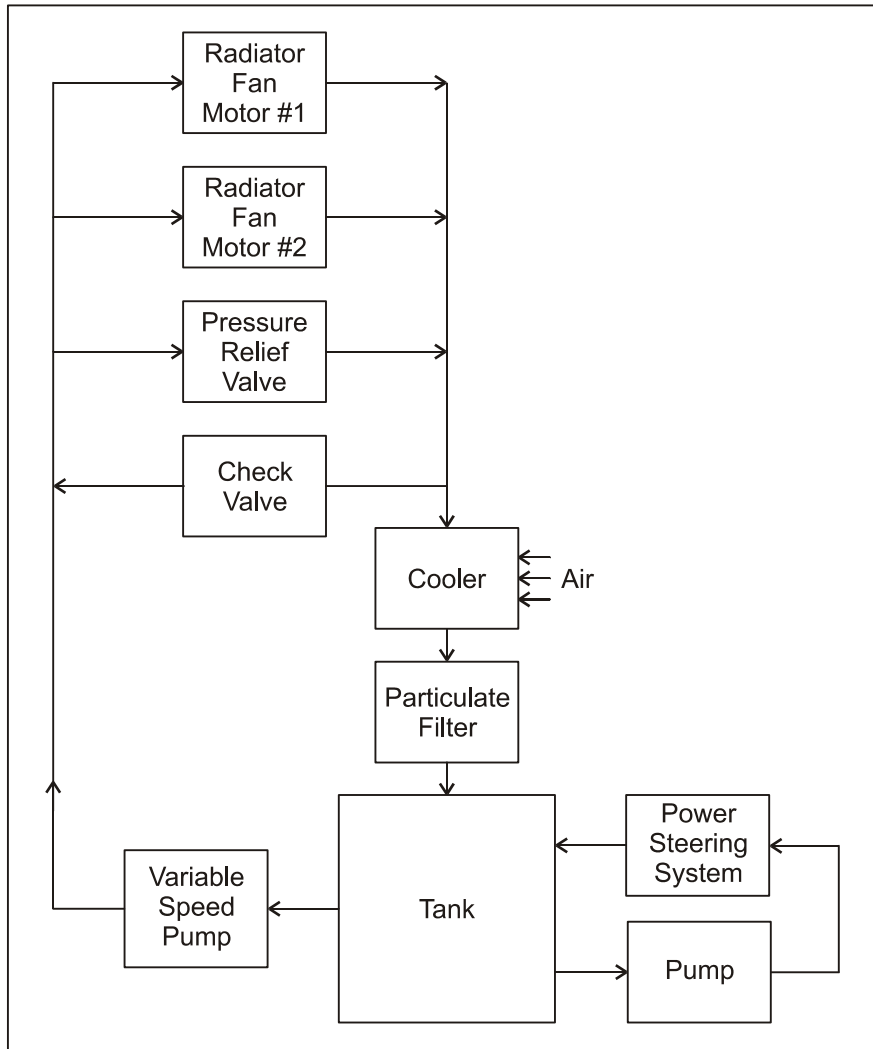 Radiator
Fan
Motor #1
Radiator
Fan
Motor #2
Pressure
Relief
Valve
Check
Valve
Cooler
Air
Particulate
Filter
Power
Steering
System
Variable
Speed
Pump
Tank
Pump